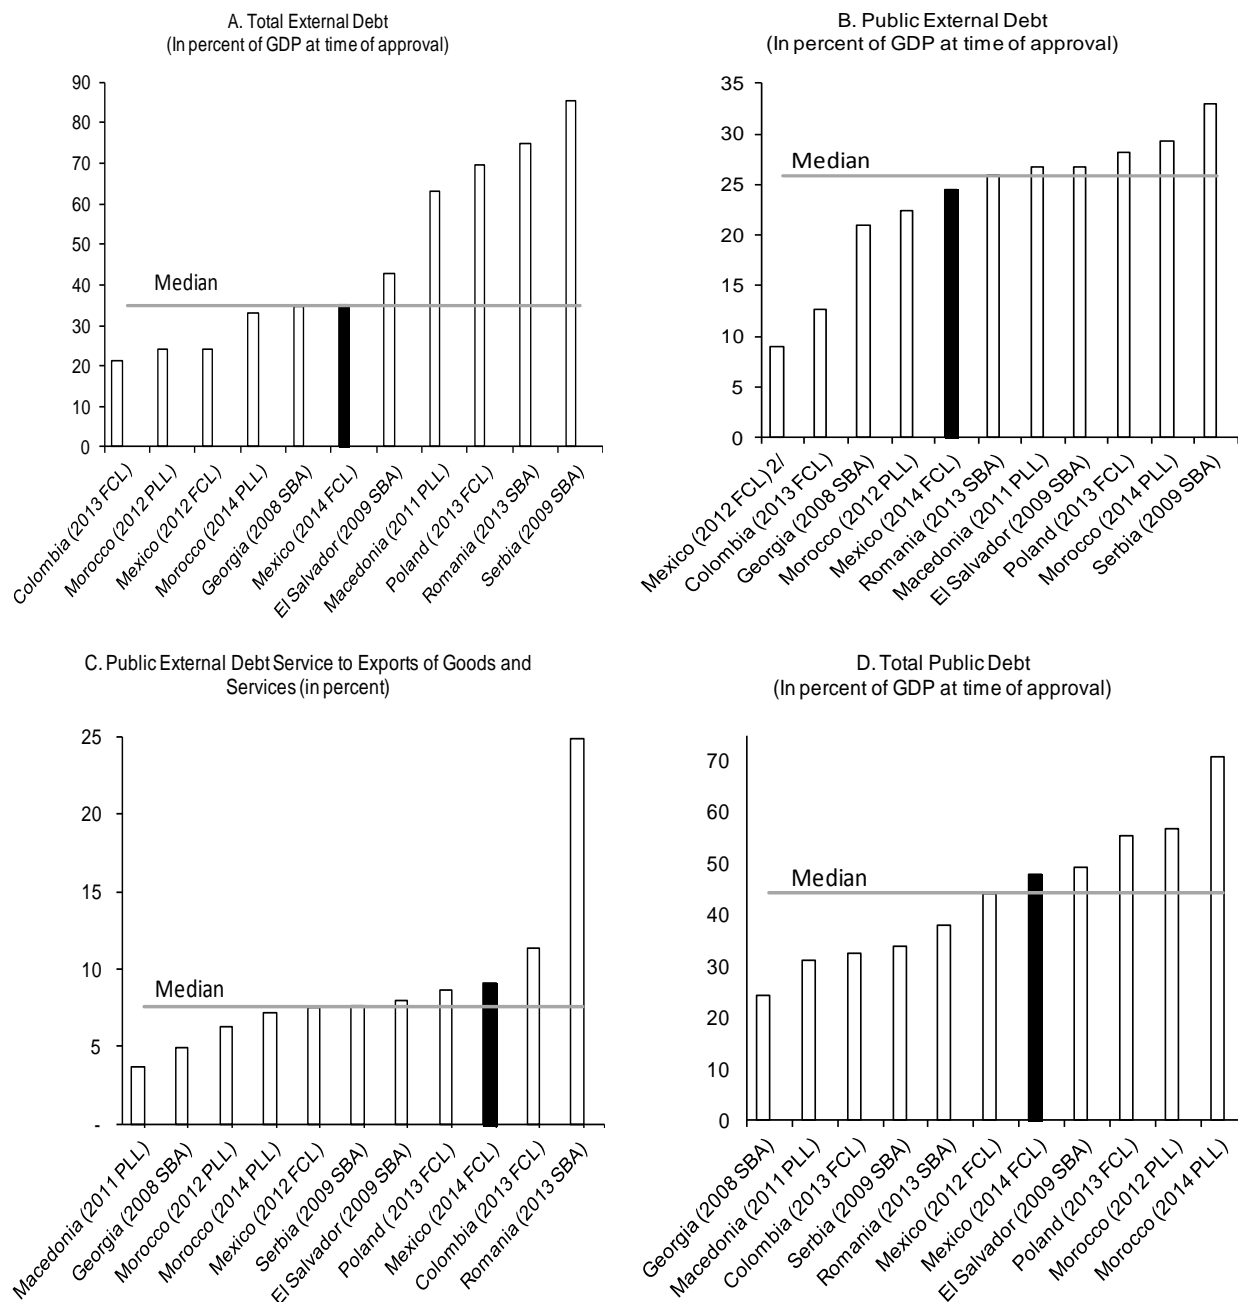 A. Total External Debt
(In percent of GDP at time of approval)
90
80
70
60
50
40
30
20
10
0
Median
Colombia (2013 FCL)
Morocco (2012 PLL)
Mexico (2012 FCL)
Morocco (2014 PLL)
Georgia (2008 SBA)
Mexico (2014 FCL)
El Salvador (2009 SBA)
Macedonia (2011 PLL)
Poland (2013 FCL)
Romania (2013 SBA)
Serbia (2009 SBA)
B. Public External Debt
(In percent of GDP at time of approval)
35
30
25
20
15
10
5
0
Median
Mexico (2012 FCL) 2/
Colombia (2013 FCL)
Georgia (2008 SBA)
Morocco (2012 PLL)
Mexico (2014 FCL)
Romania (2013 SBA)
Macedonia (2011 PLL)
El Salvador (2009 SBA)
Poland (2013 FCL)
Morocco (2014 PLL)
Serbia (2009 SBA)
C. Public External Debt Service to Exports of Goods and
Services (in percent)
25
20
15
10
5
-
Median
Macedonia (2011 PLL)
Georgia (2008 SBA)
Morocco (2012 PLL)
Morocco (2014 PLL)
Mexico (2012 FCL)
Serbia (2009 SBA)
El Salvador (2009 SBA)
Poland ( 2013 FCL)
Mexico (2014 FCL)
Colombia (2013 FCL)
Romania (2013 SBA)
D. Total Public Debt
(In percent of GDP at time of approval)
70
60
50
40
30
20
10
0
Median
Georgia (2008 SBA)
Macedonia (2011 PLL)
Colombia (2013 FCL)
Serbia (2009 SBA)
Romania (2013 SBA)
Mexico (2012 FCL)
Mexico (2014 FCL)
El Salvador (2009 SBA)
Poland (2013 FCL)
Morocco (2012 PLL)
Morocco (2014 PLL)